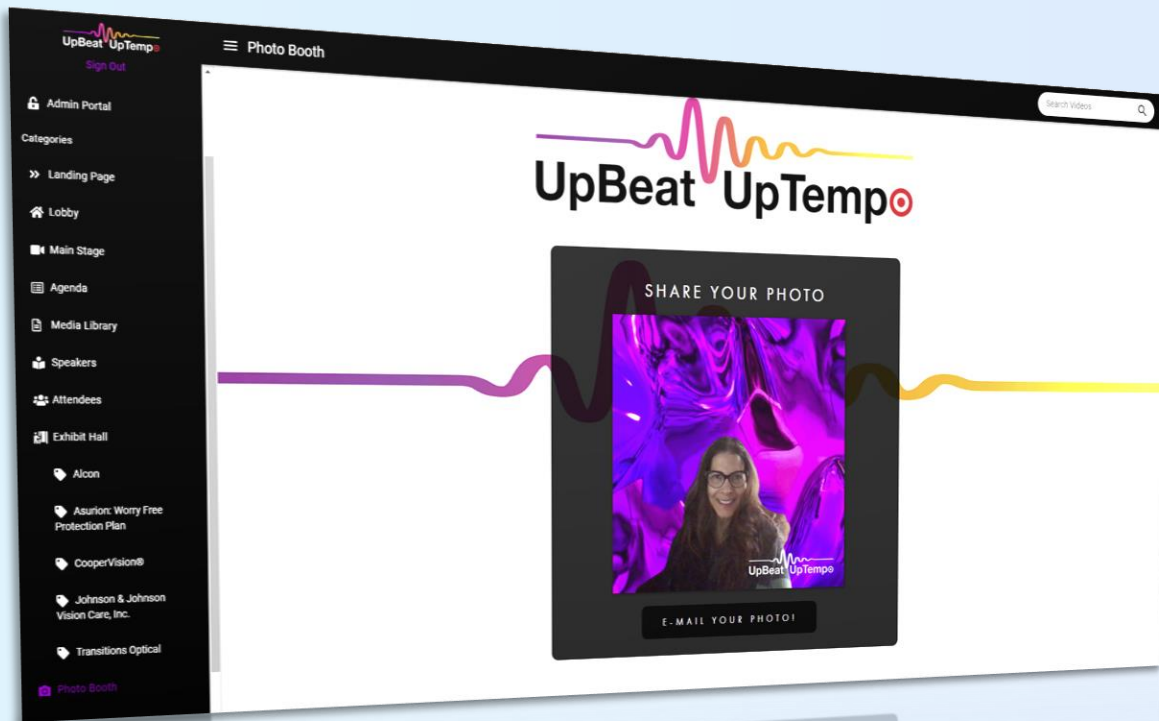 UpBeat UpTempo
Sign Out
Admin Portal
Categories
Landing Page
Lobby
Main Stage
Agenda
Media Library
Speakers
Attendees
Exhibit Hall
Alcon
Asurion: Worry Free
Protection Plan
CooperVision®
Johnson & Johnson
Vision Care, Inc.
Transitions Optical
Photo Booth
Photo Booth
Search Videos
UpBeat UpTempo
SHARE YOUR PHOTO
UpBeat UpTempo
E-MAIL YOUR PHOTO!